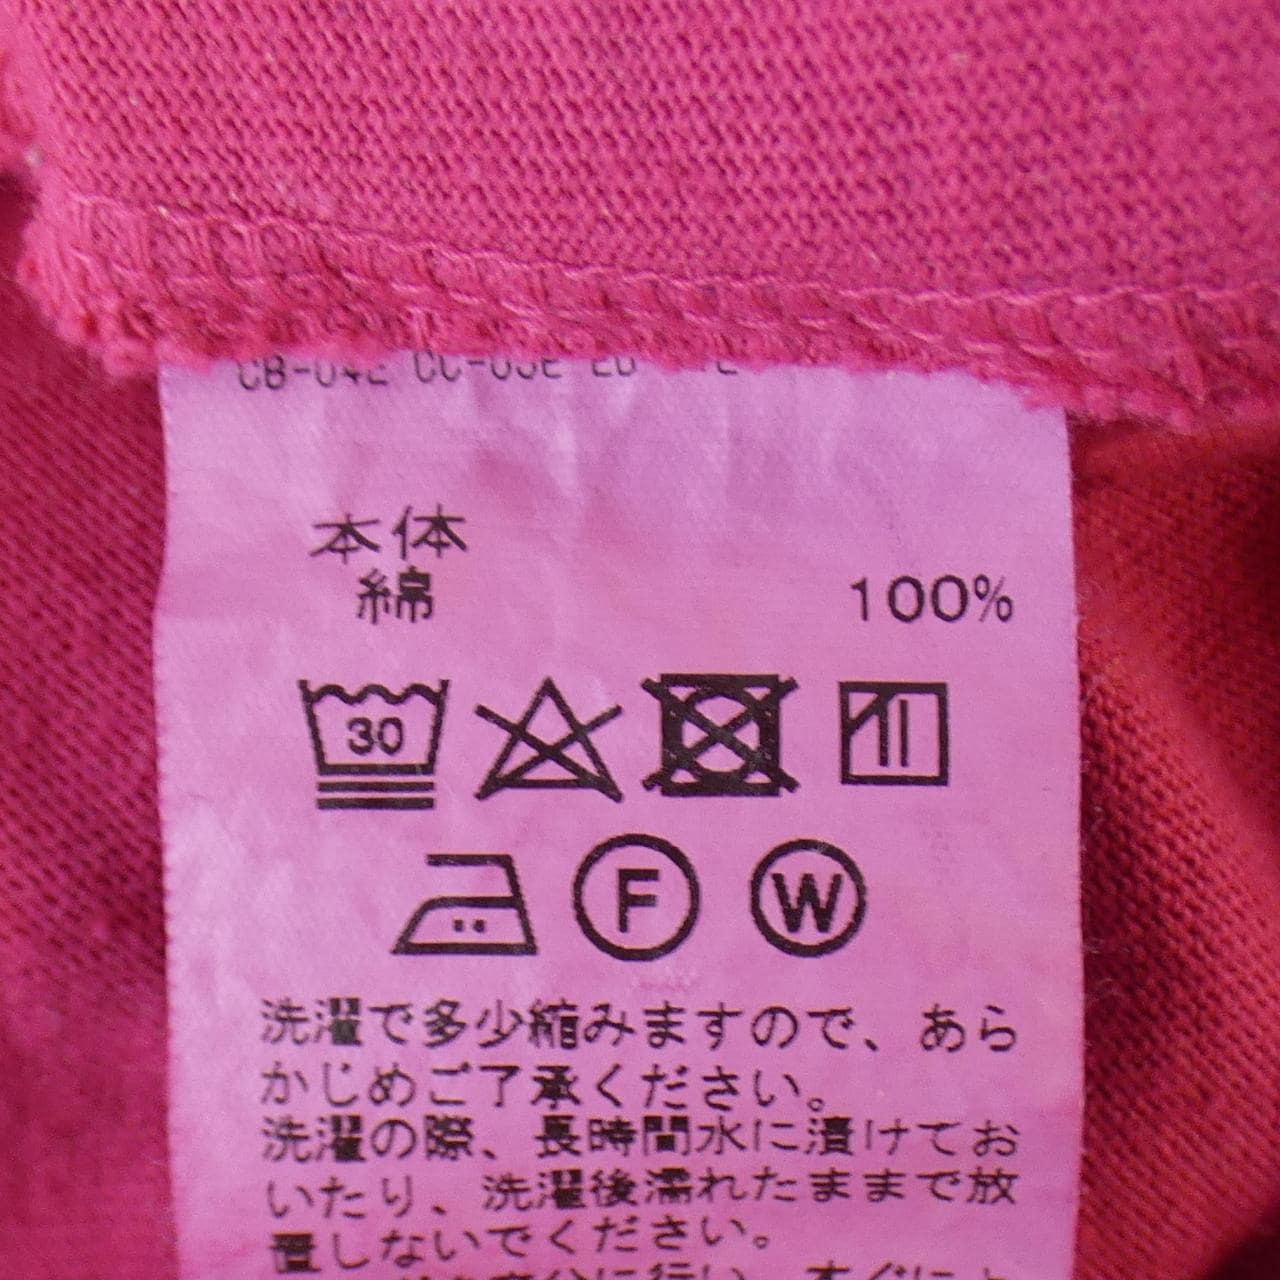 本体
綿 100%
30
F W
洗濯で多少縮みますので、あら
かじめご了承ください。
洗濯の際、長時間水に漬けてお
いたり、洗濯後濡れたままで放
置しないでください。